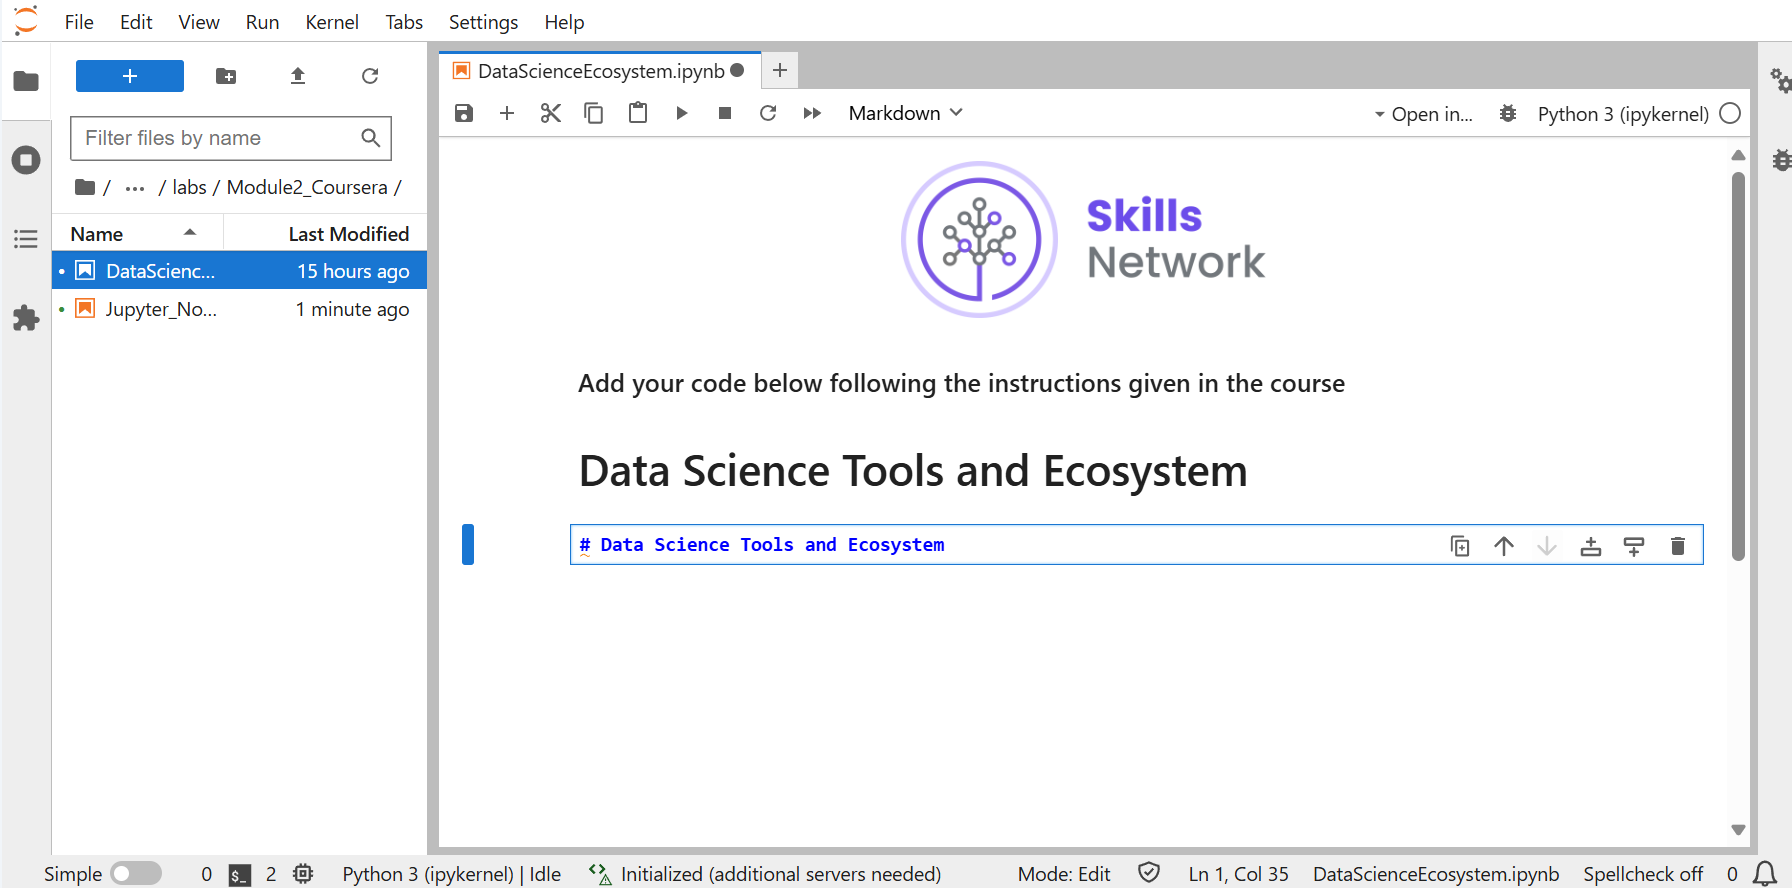 File Edit View Run Kernel Tabs Settings Help
DataScienceEcosystem.ipynb
Markdown
Open in...
Python 3 (ipykernel)
Filter files by name
/ ... / labs / Module2_Coursera /
Name Last Modified
DataScienc... 15 hours ago
Jupyter_No... 1 minute ago
Skills
Network
Add your code below following the instructions given in the course
Data Science Tools and Ecosystem
# Data Science Tools and Ecosystem
Simple 0 $_ 2 Python 3 (ipykernel) | Idle Initialized (additional servers needed) Mode: Edit Ln 1, Col 35 DataScienceEcosystem.ipynb Spellcheck off 0